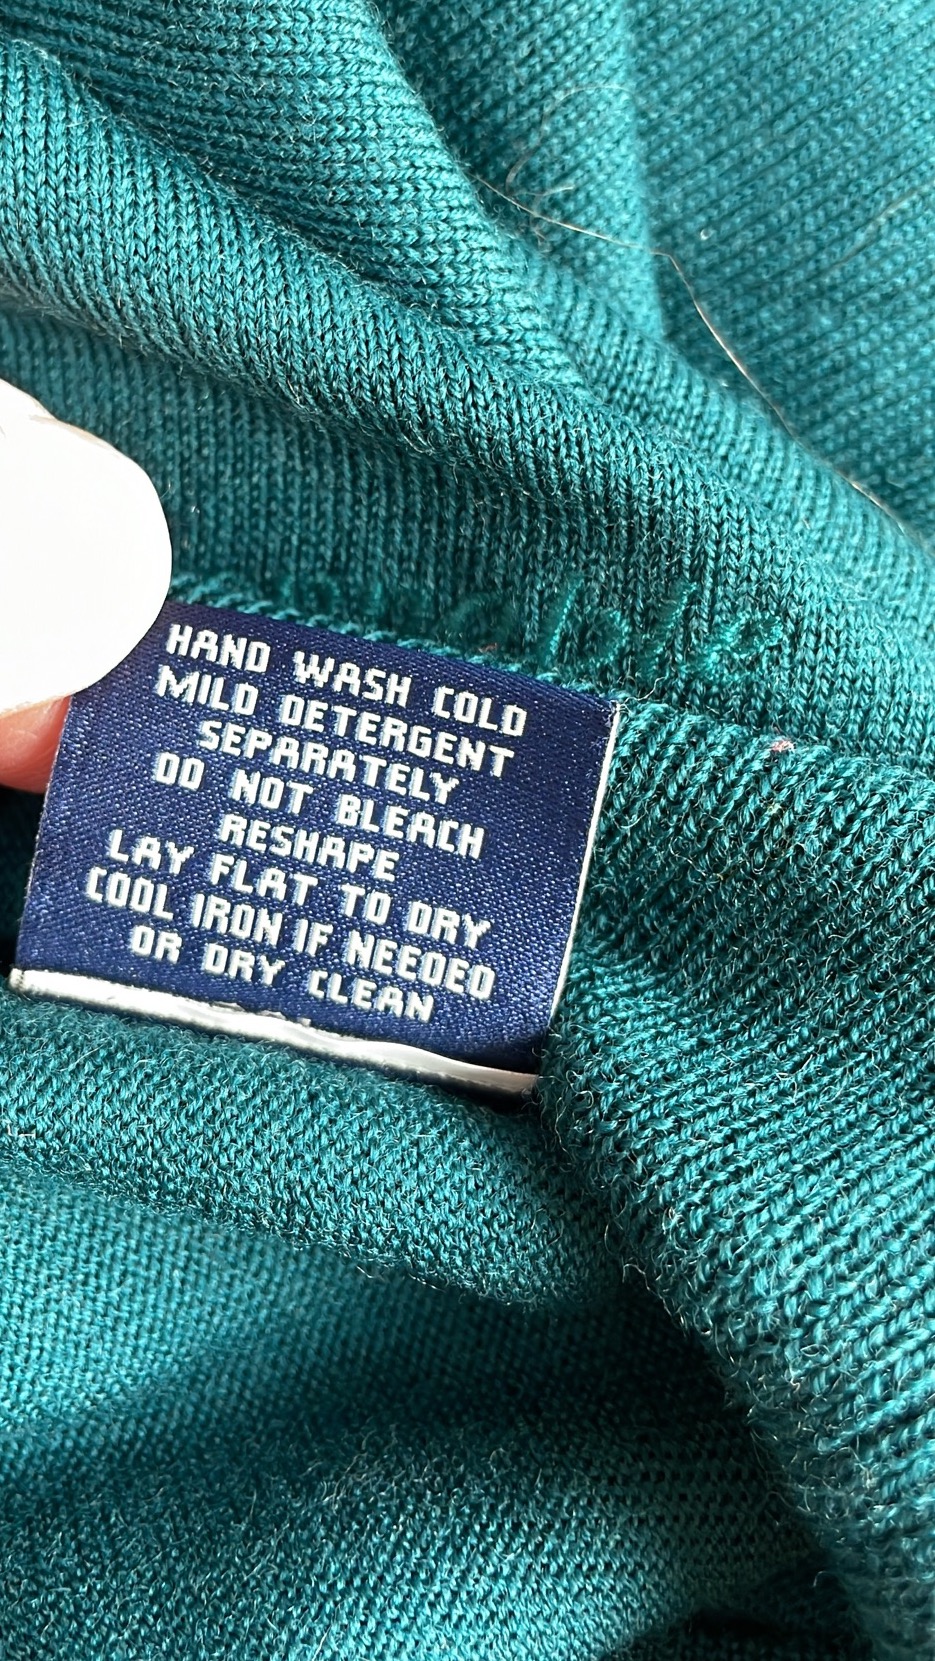 HAND WASH COLD
MILD DETERGENT
SEPARATELY
DO NOT BLEACH
RESHAPE
LAY FLAT TO DRY
COOL IRON IF NEEDED
OR DRY CLEAN